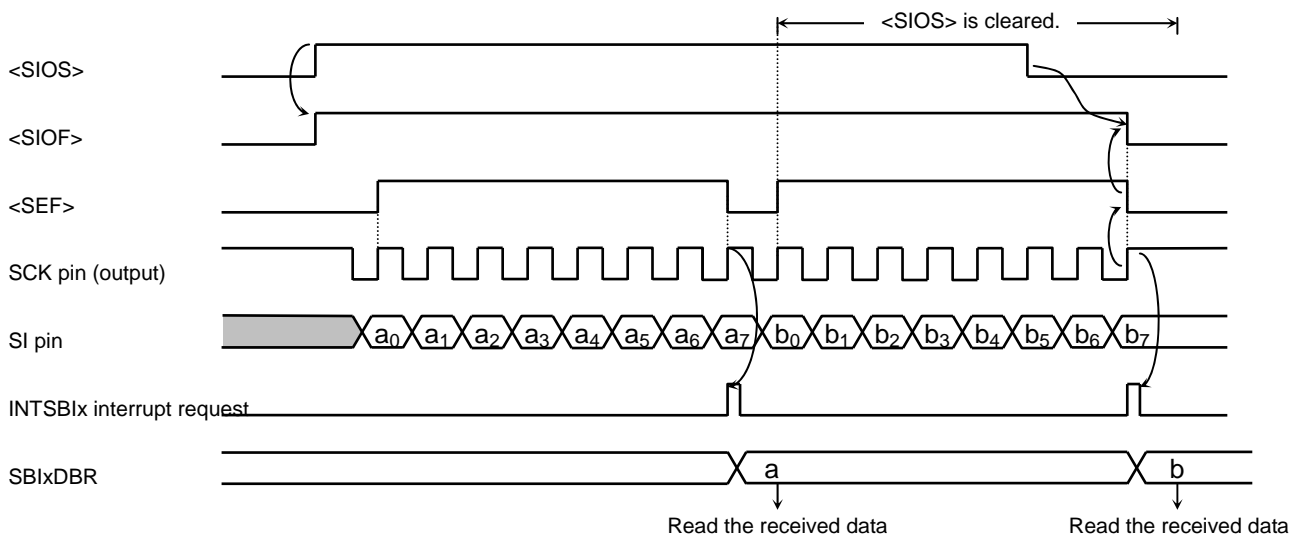 <SIOS> is cleared.
<SIOS>
<SIOF>
<SEF>
SCK pin (output)
SI pin
a0 a1 a2 a3 a4 a5 a6 a7 b0 b1 b2 b3 b4 b5 b6 b7
INTSBIx interrupt request
SBIxDBR
a b
Read the received data Read the received data